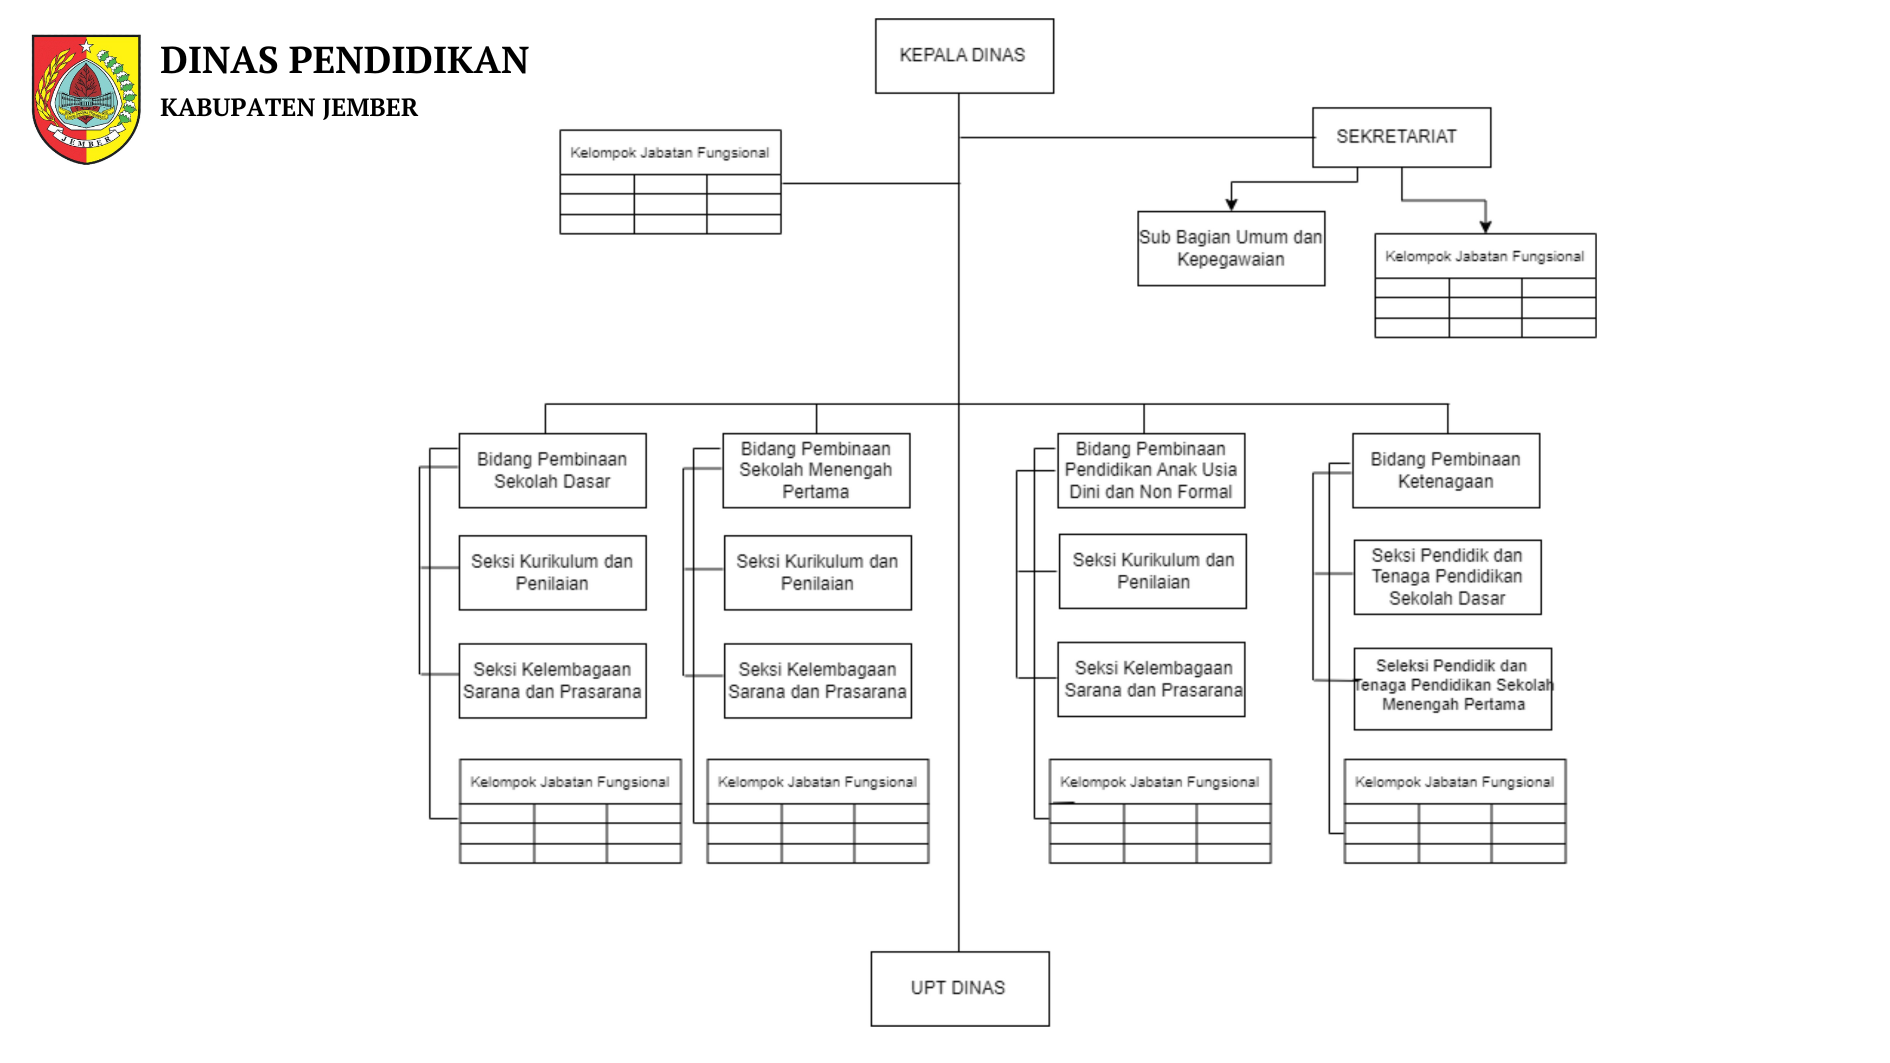 DINAS PENDIDIKAN
KABUPATEN JEMBER
JEMBER
KEPALA DINAS
SEKRETARIAT
Kelompok Jabatan Fungsional
Sub Bagian Umum dan
Kepegawaian
Kelompok Jabatan Fungsional
Bidang Pembinaan
Sekolah Dasar
Seksi Kurikulum dan
Penilaian
Seksi Kelembagaan
Sarana dan Prasarana
Kelompok Jabatan Fungsional
Bidang Pembinaan
Sekolah Menengah
Pertama
Seksi Kurikulum dan
Penilaian
Seksi Kelembagaan
Sarana dan Prasarana
Kelompok Jabatan Fungsional
Bidang Pembinaan
Pendidikan Anak Usia
Dini dan Non Formal
Seksi Kurikulum dan
Penilaian
Seksi Kelembagaan
Sarana dan Prasarana
Kelompok Jabatan Fungsional
Bidang Pembinaan
Ketenagaan
Seksi Pendidik dan
Tenaga Pendidikan
Sekolah Dasar
Seleksi Pendidik dan
Tenaga Pendidikan Sekolah
Menengah Pertama
Kelompok Jabatan Fungsional
UPT DINAS